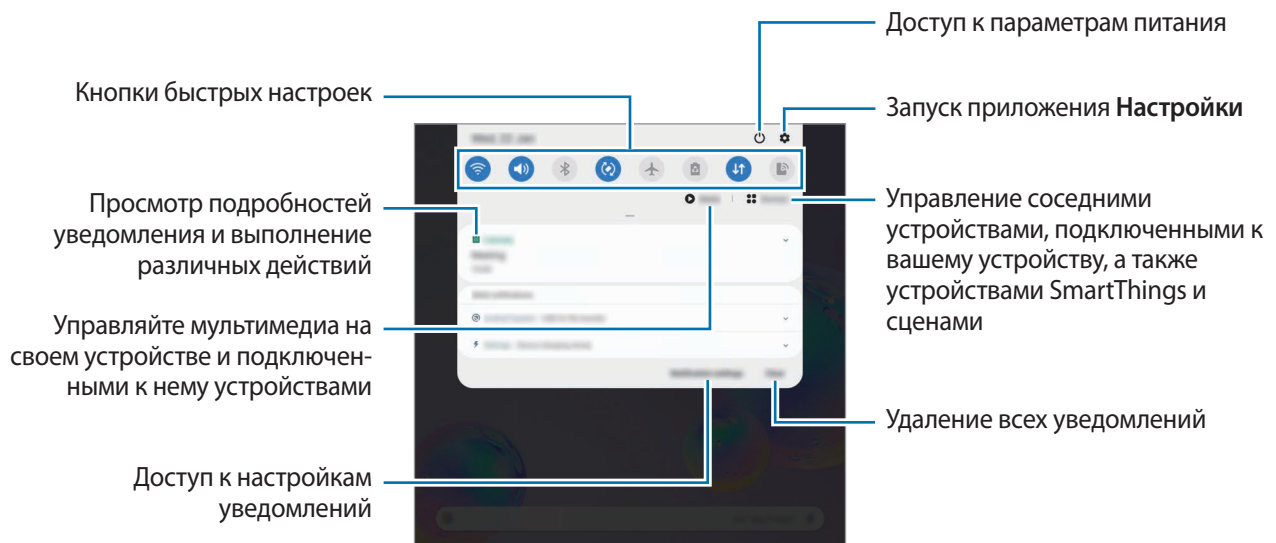 Доступ к параметрам питания
Кнопки быстрых настроек
Запуск приложения Настройки
Просмотр подробностей
уведомления и выполнение
различных действий
Управление соседними
устройствами, подключенными к
вашему устройству, а также
устройствами SmartThings и
сценами
Управляйте мультимедиа на
своем устройстве и подключен-
ными к нему устройствами
Удаление всех уведомлений
Доступ к настройкам
уведомлений